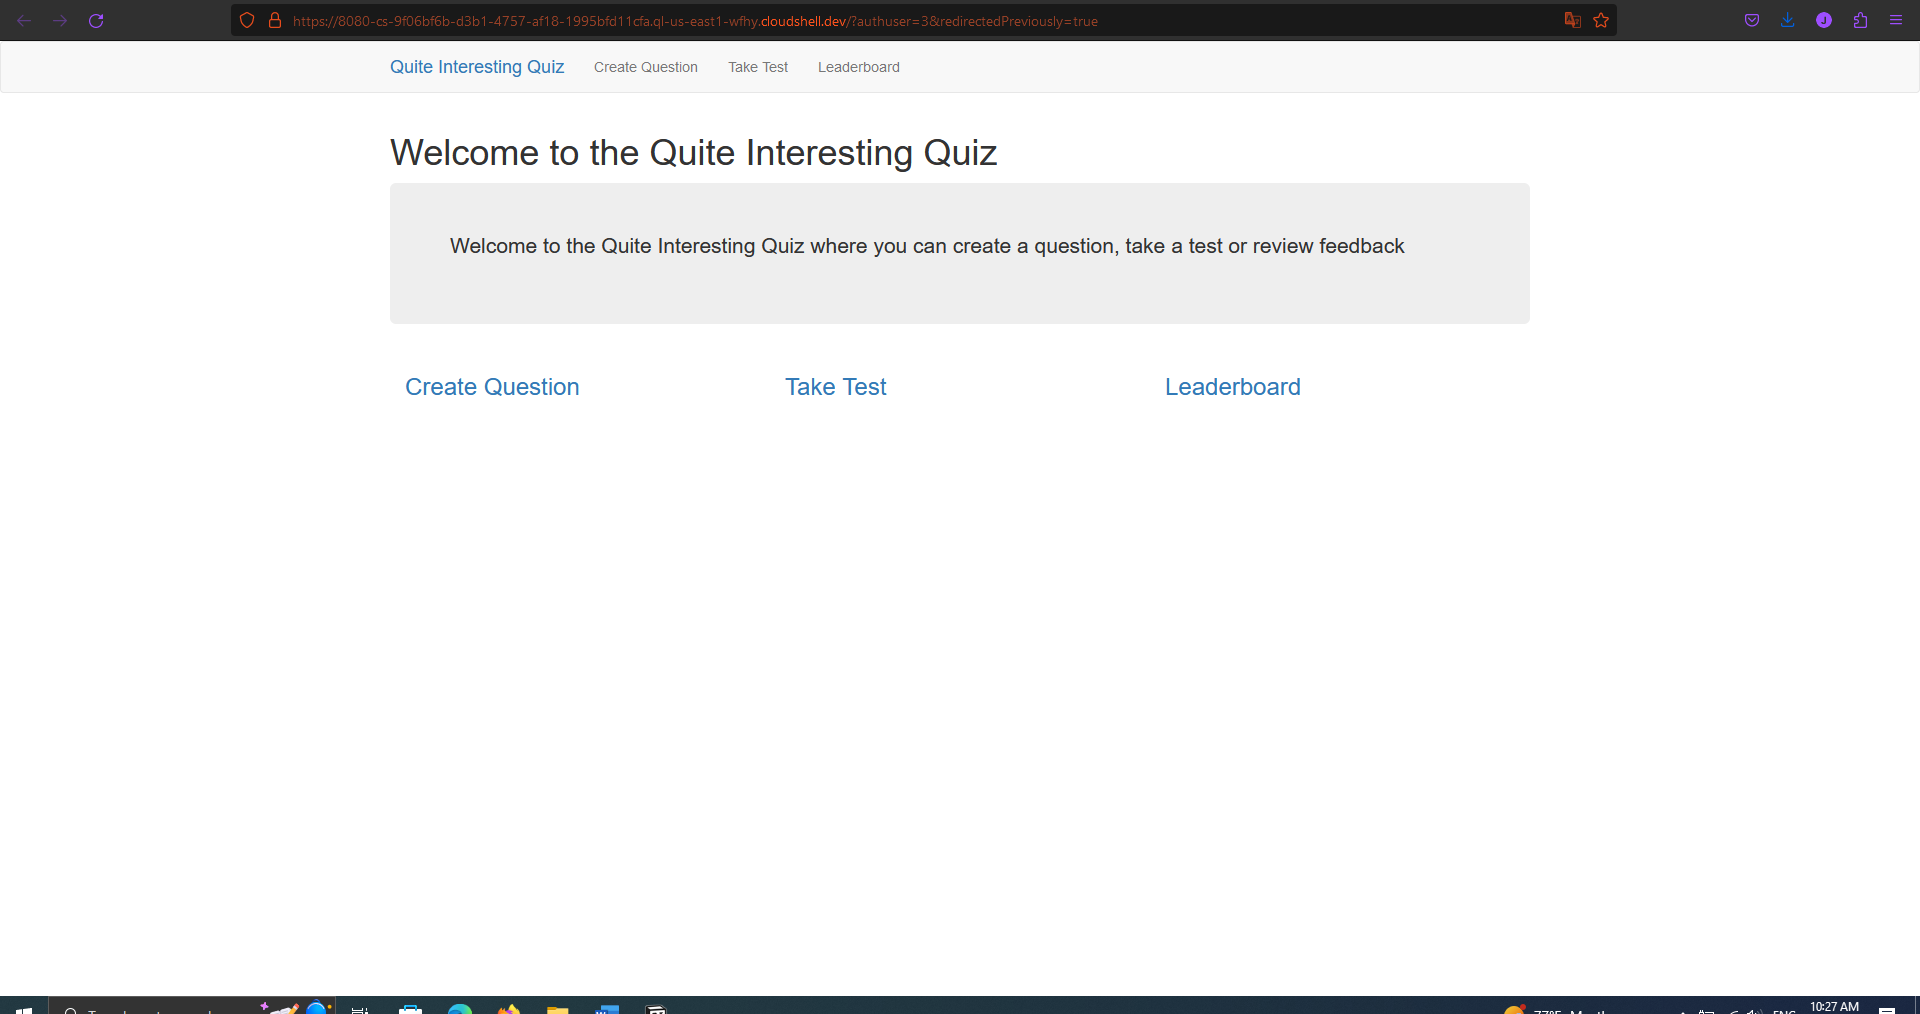 https://8080-cs-9f06bf6b-d3b1-4757-af18-1995bfd11cfa.ql-us-east1-wfhy.cloudshell.dev/?authuser=3&redirectedPreviously=true
Quite Interesting Quiz Create Question Take Test Leaderboard
Welcome to the Quite Interesting Quiz
Welcome to the Quite Interesting Quiz where you can create a question, take a test or review feedback
Create Question Take Test Leaderboard
10:27 AM